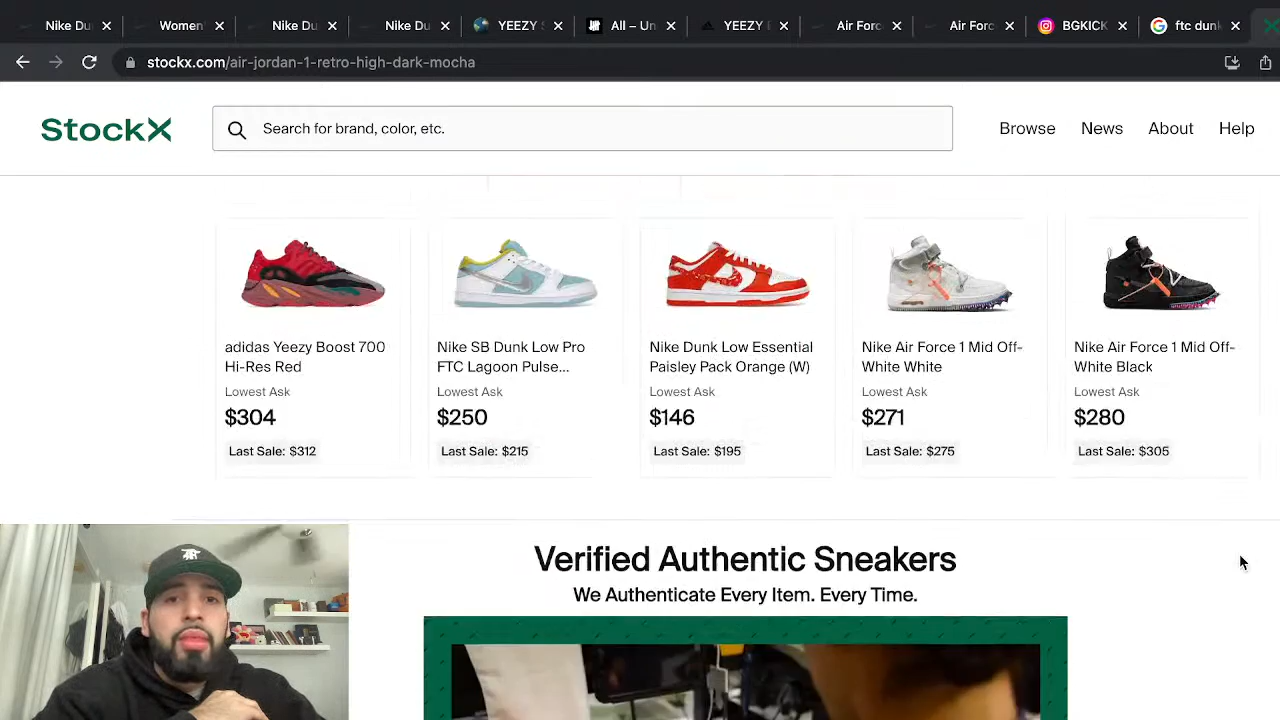 Nike Du
Women'
Nike Du
Nike Du
YEEZY S
All – Un
YEEZY
Air Forc
Air Forc
BGKICK
ftc dunk
stockx.com/air-jordan-1-retro-high-dark-mocha
StockX
Search for brand, color, etc.
Browse
News
About
Help
adidas Yeezy Boost 700
Hi-Res Red
Lowest Ask
$304
Last Sale: $312
Nike SB Dunk Low Pro
FTC Lagoon Pulse...
Lowest Ask
$250
Last Sale: $215
Nike Dunk Low Essential
Paisley Pack Orange (W)
Lowest Ask
$146
Last Sale: $195
Nike Air Force 1 Mid Off-
White White
Lowest Ask
$271
Last Sale: $275
Nike Air Force 1 Mid Off-
White Black
Lowest Ask
$280
Last Sale: $305
Verified Authentic Sneakers
We Authenticate Every Item. Every Time.